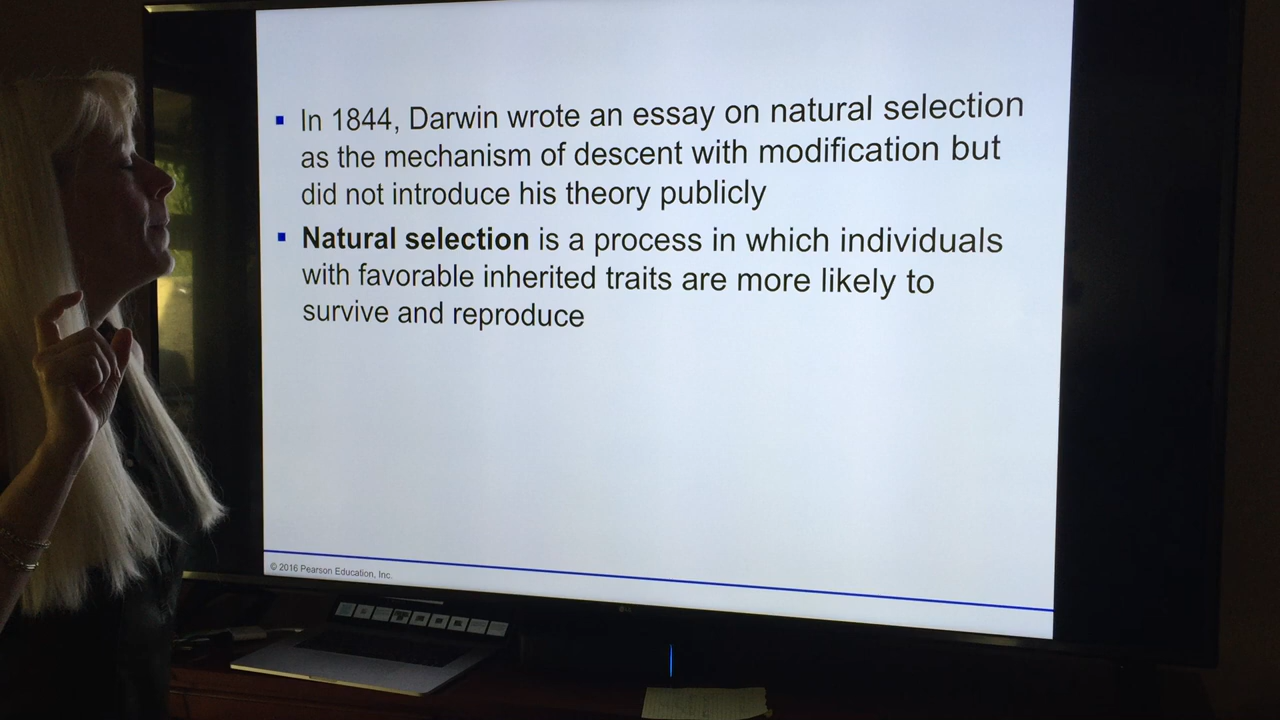 ▪ In 1844, Darwin wrote an essay on natural selection
as the mechanism of descent with modification but
did not introduce his theory publicly
▪ Natural selection is a process in which individuals
with favorable inherited traits are more likely to
survive and reproduce
© 2016 Pearson Education, Inc.
LG